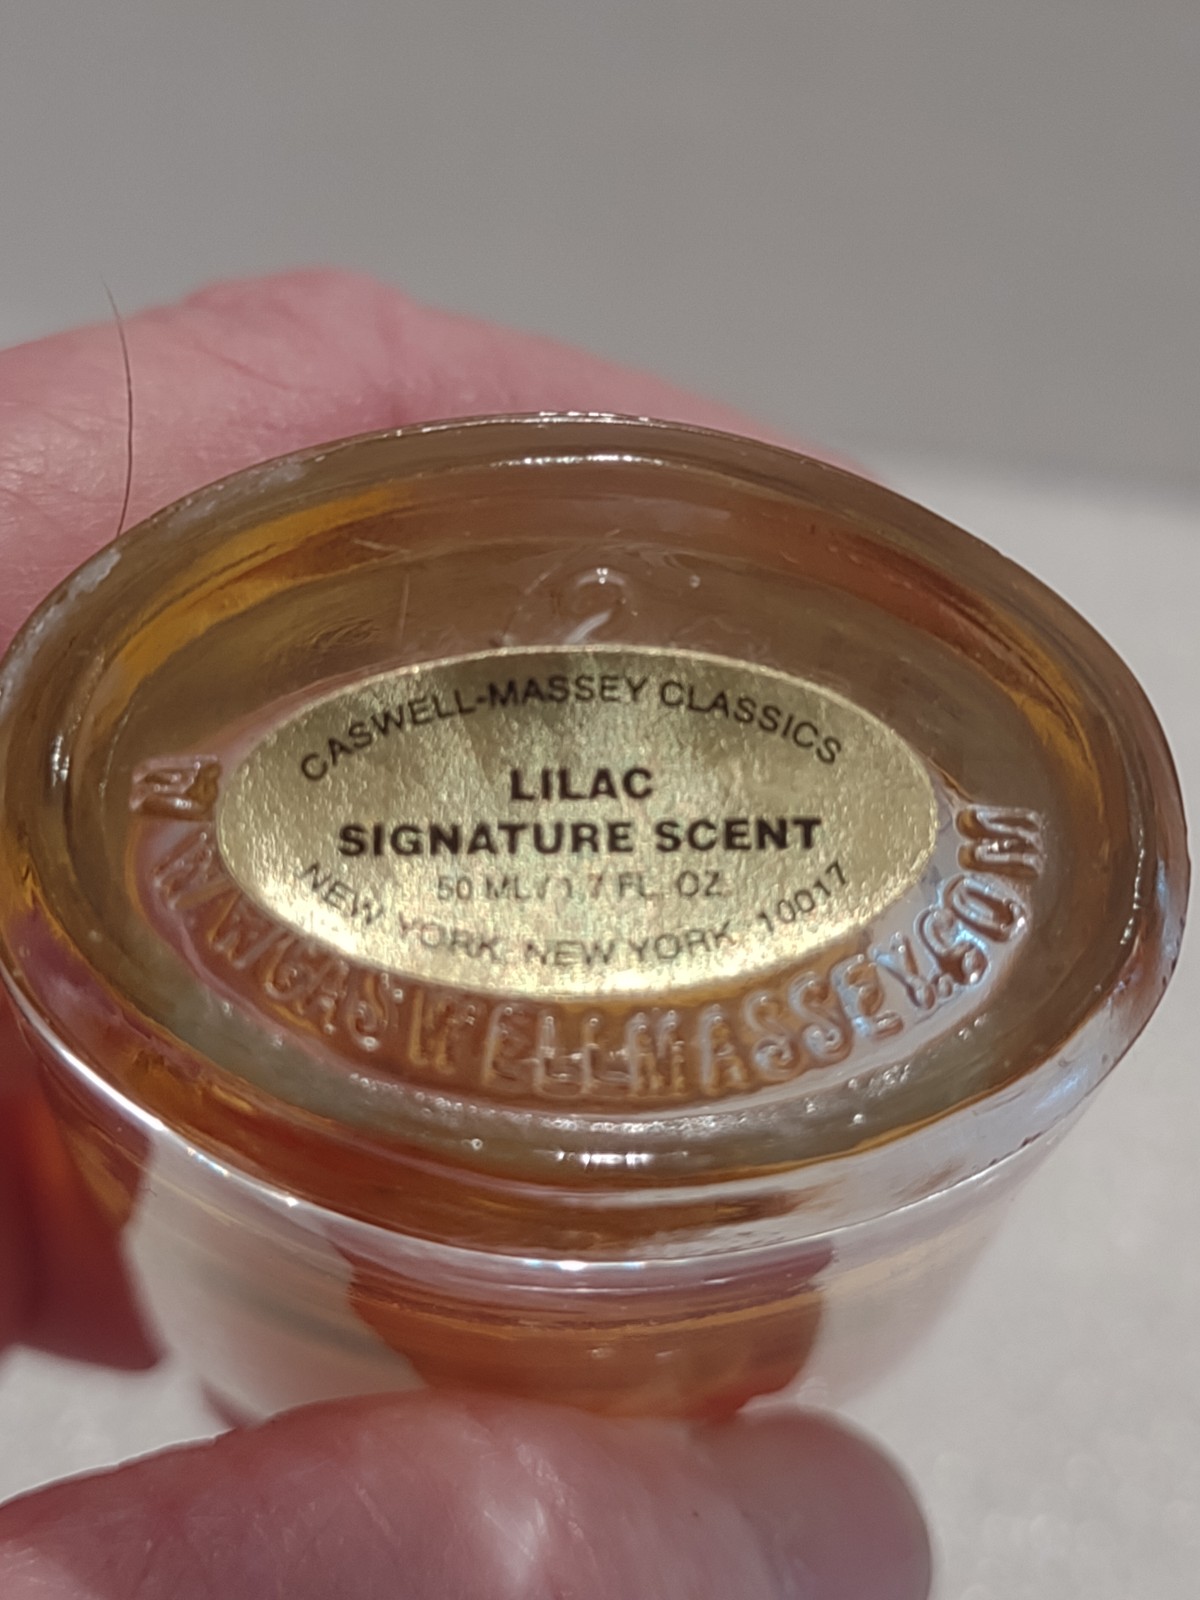 2
CASWELL-MASSEY CLASSICS
LILAC
SIGNATURE SCENT
50 ML / 1.7 FL. OZ.
NEW YORK, NEW YORK 10017
CASWELL MASSEY